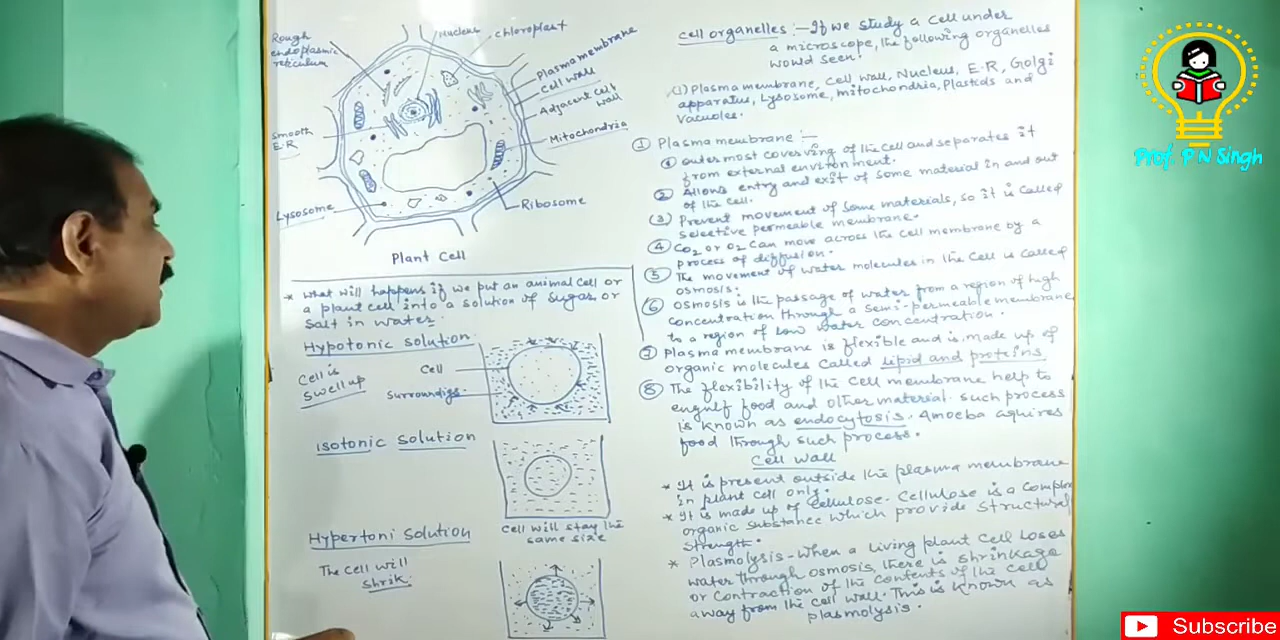 Rough
endoplasmic
reticulum
Nucleus
chloroplast
Plasma membrane
Cell wall
Adjacent cell
wall
Mitochondria
Smooth
E.R
Lysosome
Ribosome
Plant Cell
* What will happens if we put an animal cell or
a plant cell into a solution of sugar or
salt in water.
Hypotonic solution
Cell is
swell up
Cell
Surroundigs
isotonic solution
Cell will stay the
same size
Hypertoni solution
The cell will
shrik.
cell organelles :- If we study a cell under
a microscope, the following organelles
would seen.
(1) Plasma membrane, Cell wall, Nucleus, E.R, Golgi
apparatus, Lysosome, mitochondria, Plastids and
vacuoles.
① Plasma membrane :-
① outer most covering of the cell and separates it
from external environment.
② Allows entry and exit of some material in and out
of the cell.
(3) Prevent movement of some materials, so it is called
selective permeable membrane.
④ CO2 or O2 can move across the cell membrane by a
process of diffusion.
⑤ The movement of water molecules in the cell is called
osmosis.
⑥ osmosis is the passage of water from a region of high
concentration through a semi-permeable membrane
to a region of low water concentration.
⑦ plasma membrane is flexible and is made up of
organic molecules called lipid and proteins
⑧ The flexibility of the cell membrane help to
engulf food and other material. such process
is known as endocytosis. Amoeba aquires
food through such process.
Cell wall
* It is present outside the plasma membrane
in plant cell only.
* It is made up of cellulose. Cellulose is a complex
organic substance which provide structural
strength.
* Plasmolysis - When a living plant cell loses
water through osmosis, there is shrinkage
or contraction of the contents of the cell
away from the cell wall. This is known as
plasmolysis.
Prof. P N Singh
Subscribe